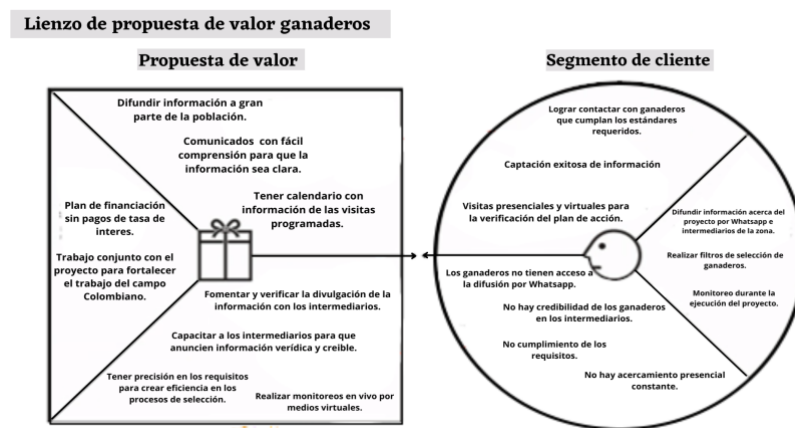 Lienzo de propuesta de valor ganaderos
Propuesta de valor
Difundir información a gran
parte de la población.
Comunicados con fácil
comprensión para que la
información sea clara.
Tener calendario con
información de las visitas
programadas.
Plan de financiación
sin pagos de tasa de
interes.
Trabajo conjunto con el
proyecto para fortalecer
el trabajo del campo
Colombiano.
Fomentar y verificar la divulgación de la
información con los intermediarios.
Capacitar a los intermediarios para que
anuncien información verídica y creible.
Tener precisión en los requisitos
para crear eficiencia en los
procesos de selección.
Realizar monitoreos en vivo por
medios virtuales.
Segmento de cliente
Lograr contactar con ganaderos
que cumplan los estándares
requeridos.
Captación exitosa de información
Visitas presenciales y virtuales para
la verificación del plan de acción.
Difundir información acerca del
proyecto por Whatsapp e
intermediarios de la zona.
Realizar filtros de selección de
ganaderos.
Monitoreo durante la
ejecución del proyecto.
Los ganaderos no tienen acceso a
la difusión por Whatsapp.
No hay credibilidad de los ganaderos
en los intermediarios.
No cumplimiento de los
requisitos.
No hay acercamiento presencial
constante.